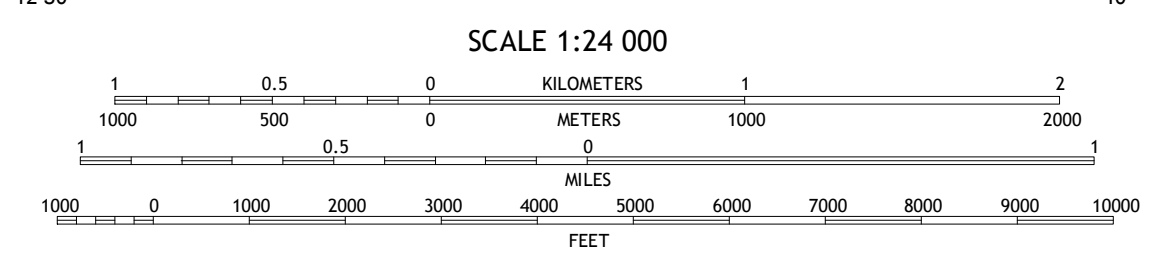 SCALE 1:24 000
1 0.5 0 KILOMETERS 1 2
1000 500 0 METERS 1000 2000
1 0.5 0 1
MILES
1000 0 1000 2000 3000 4000 5000 6000 7000 8000 9000 10000
FEET